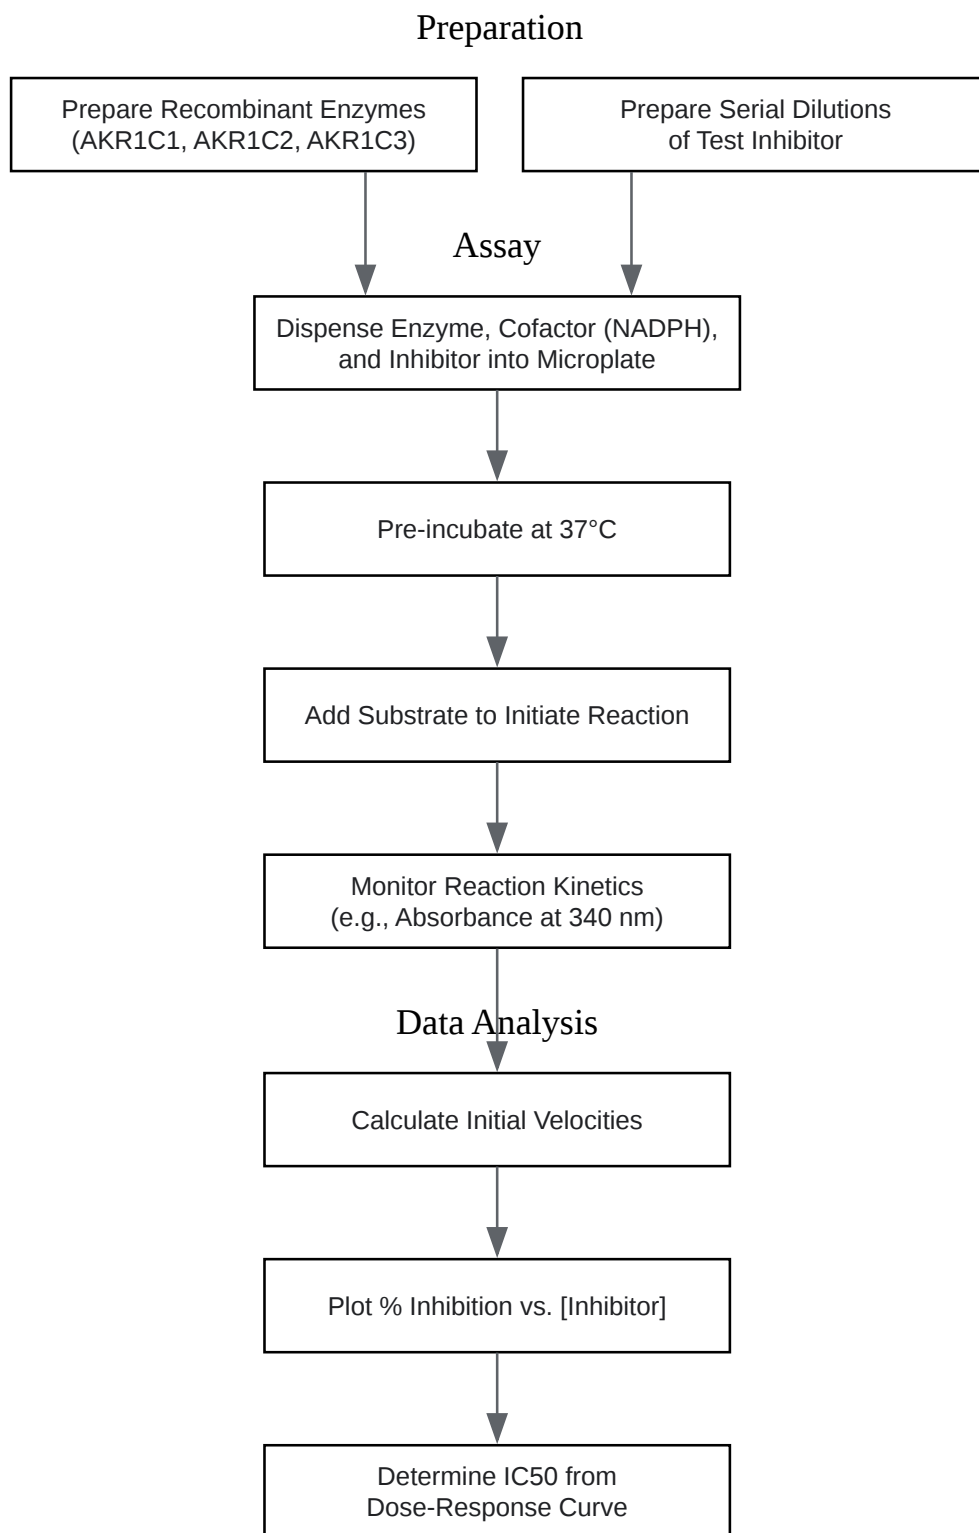 Preparation
Prepare Recombinant Enzymes
(AKR1C1, AKR1C2, AKR1C3)
Prepare Serial Dilutions
of Test Inhibitor
Assay
Dispense Enzyme, Cofactor (NADPH),
and Inhibitor into Microplate
Pre-incubate at 37°C
Add Substrate to Initiate Reaction
Monitor Reaction Kinetics
(e.g., Absorbance at 340 nm)
Data Analysis
Calculate Initial Velocities
Plot % Inhibition vs. [Inhibitor]
Determine IC50 from
Dose-Response Curve